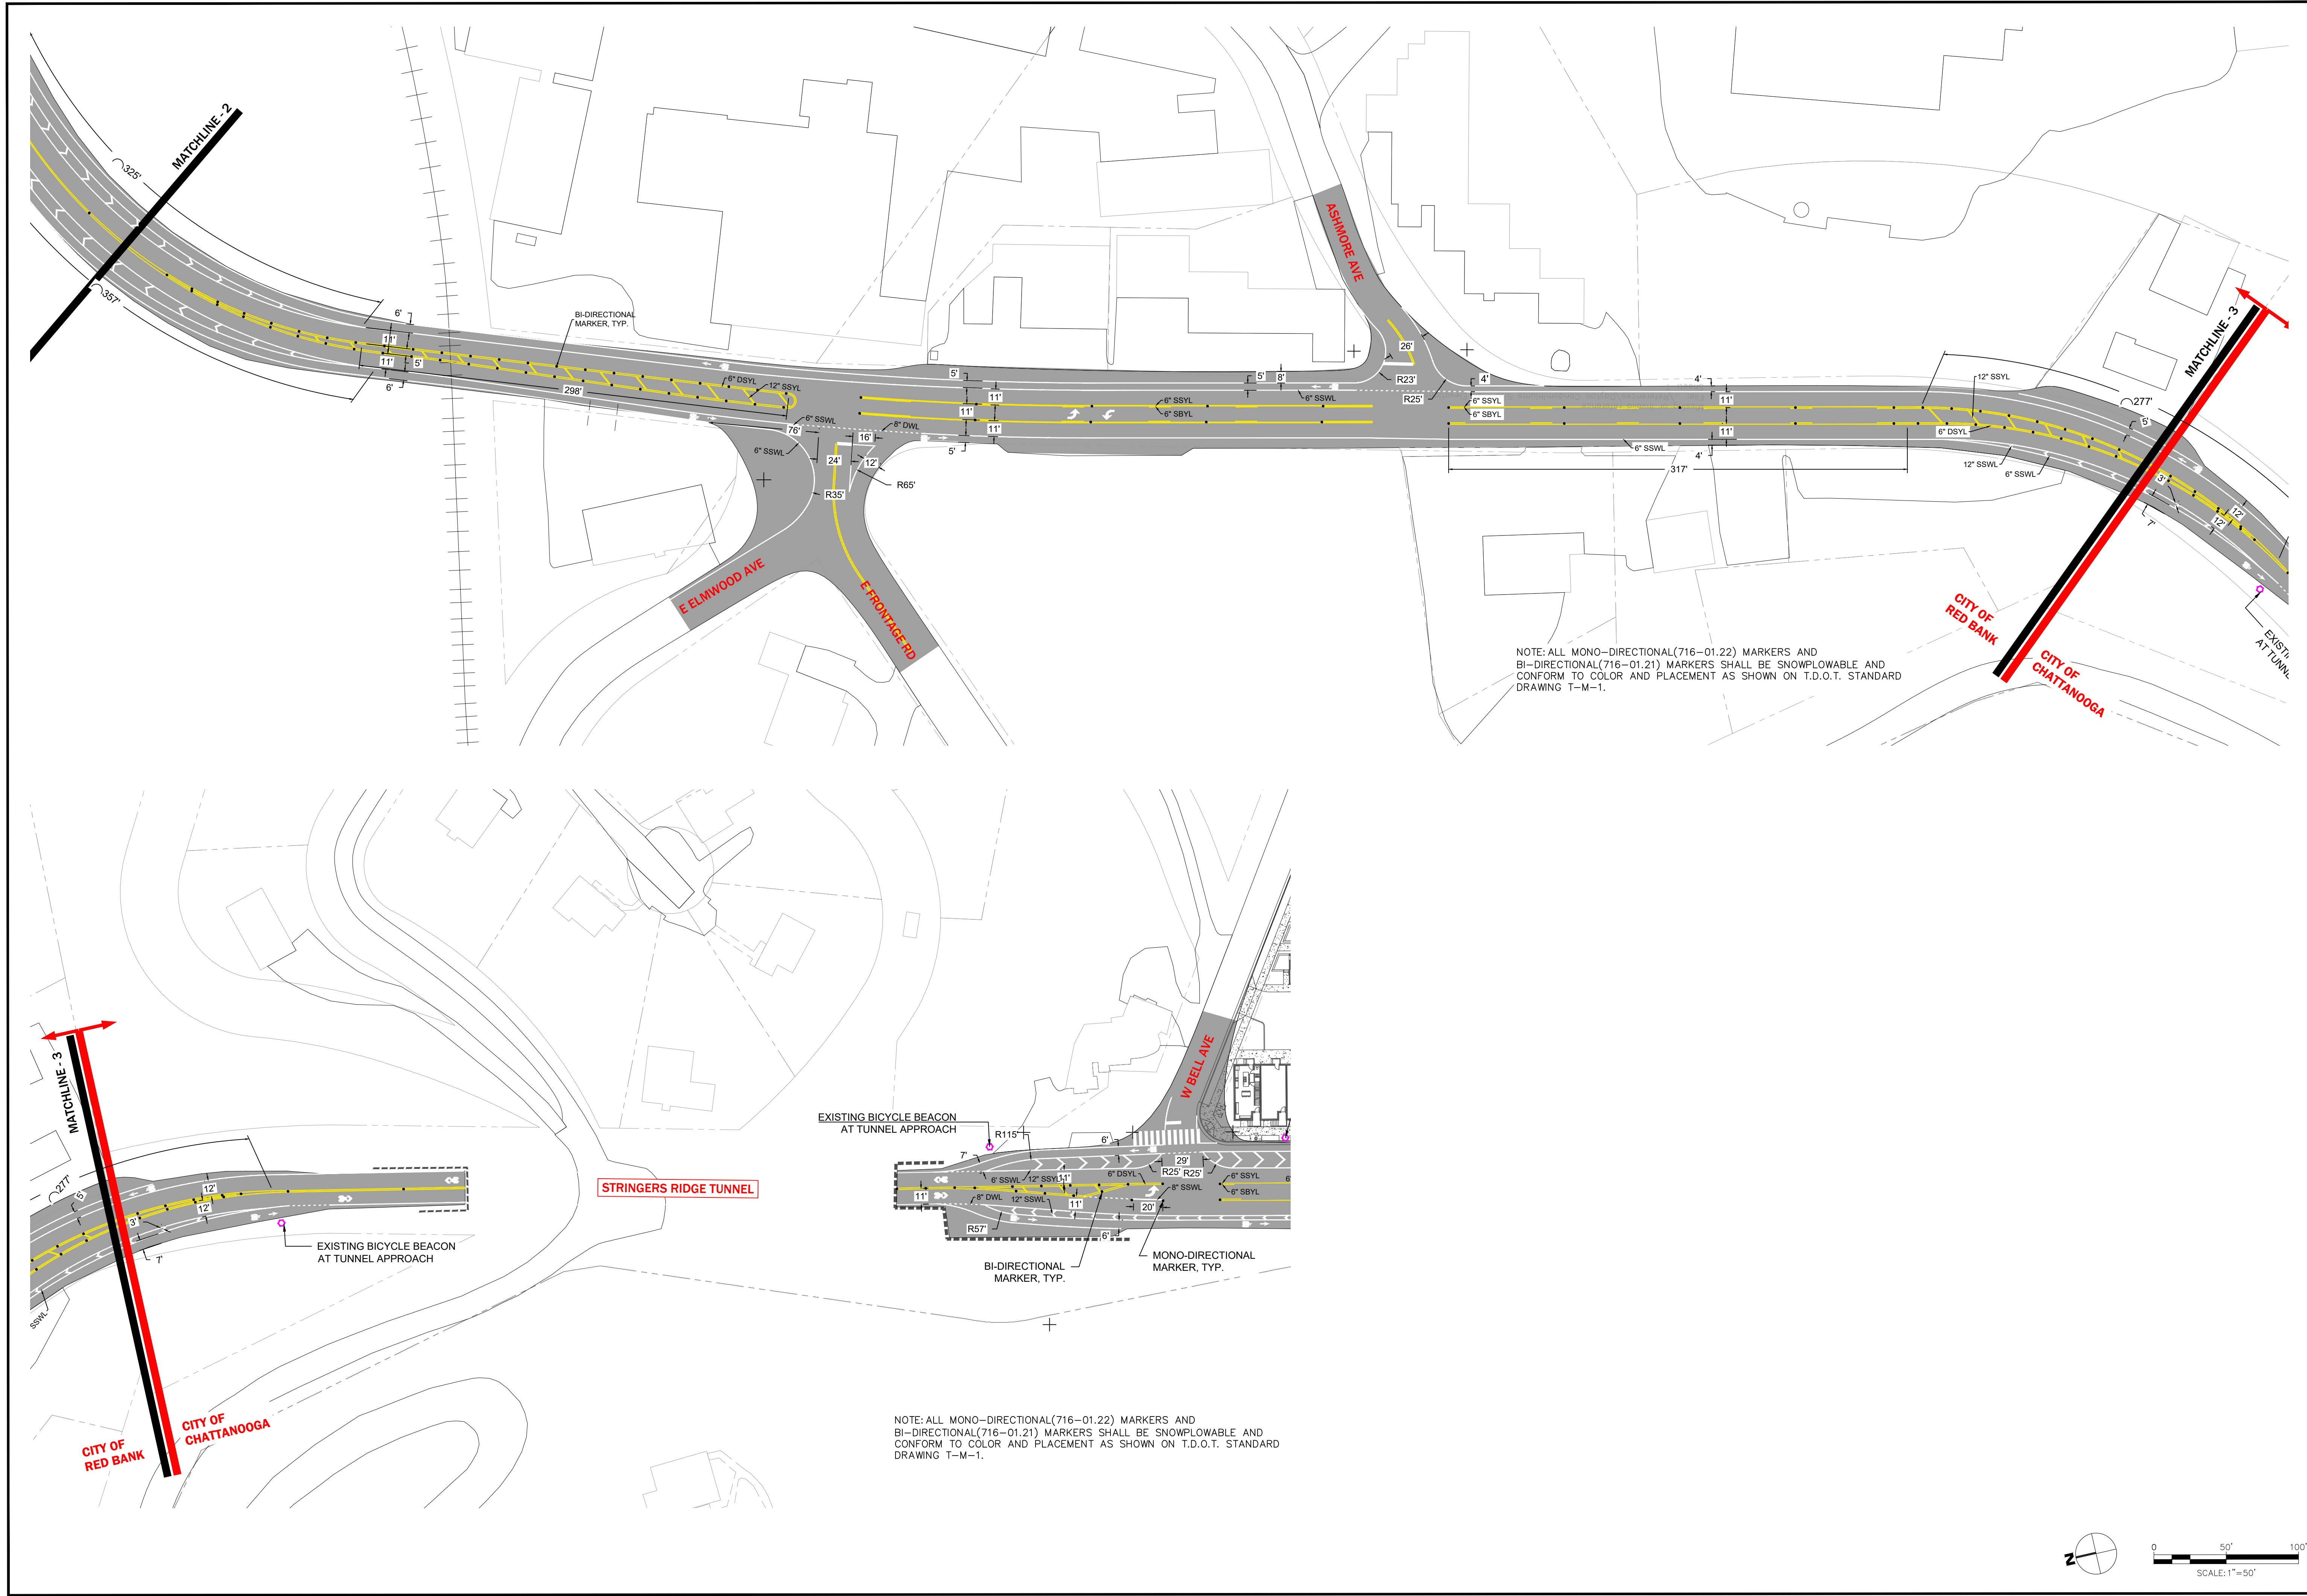 MATCHLINE - 2
325'
357'
6'
11'
11'
5'
6'
BI-DIRECTIONAL
MARKER, TYP.
298'
6" DSYL
12" SSYL
6" SSWL
76'
8" DWL
6" SSWL
24'
16'
12'
R65'
R35'
E ELMWOOD AVE
E FRONTAGE RD
5'
11'
11'
11'
5'
6" SSYL
6" SBYL
5'
8'
6" SSWL
ASHMORE AVE
26'
R23'
R25'
4'
6" SSYL
6" SBYL
317'
6" SSWL
4'
11'
11'
4'
12" SSYL
6" DSYL
12" SSWL
6" SSWL
277'
5'
MATCHLINE - 3
3'
12'
12'
7'
EXISTI
AT TUNNE
CITY OF
RED BANK
CITY OF
CHATTANOOGA
NOTE: ALL MONO-DIRECTIONAL(716-01.22) MARKERS AND
BI-DIRECTIONAL(716-01.21) MARKERS SHALL BE SNOWPLOWABLE AND
CONFORM TO COLOR AND PLACEMENT AS SHOWN ON T.D.O.T. STANDARD
DRAWING T-M-1.
MATCHLINE - 3
277'
5'
12'
12'
3'
7'
SSWL
EXISTING BICYCLE BEACON
AT TUNNEL APPROACH
CITY OF
RED BANK
CITY OF
CHATTANOOGA
STRINGERS RIDGE TUNNEL
EXISTING BICYCLE BEACON
AT TUNNEL APPROACH
R115'
7'
6'
W BELL AVE
6' SSWL
12" SSYL
11'
6" DSYL
29'
R25'
R25'
6" SSYL
6" SBYL
6'
11'
8" DWL
12" SSWL
11'
8" SSWL
20'
R57'
6'
BI-DIRECTIONAL
MARKER, TYP.
MONO-DIRECTIONAL
MARKER, TYP.
NOTE: ALL MONO-DIRECTIONAL(716-01.22) MARKERS AND
BI-DIRECTIONAL(716-01.21) MARKERS SHALL BE SNOWPLOWABLE AND
CONFORM TO COLOR AND PLACEMENT AS SHOWN ON T.D.O.T. STANDARD
DRAWING T-M-1.
N
0 50' 100'
SCALE: 1"=50'